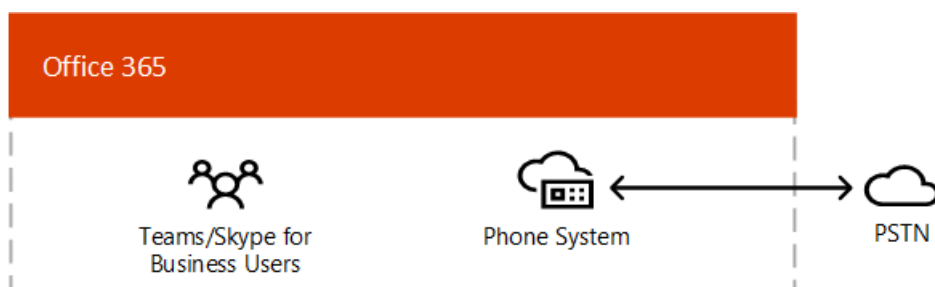 Office 365
Teams/Skype for
Business Users
Phone System
PSTN